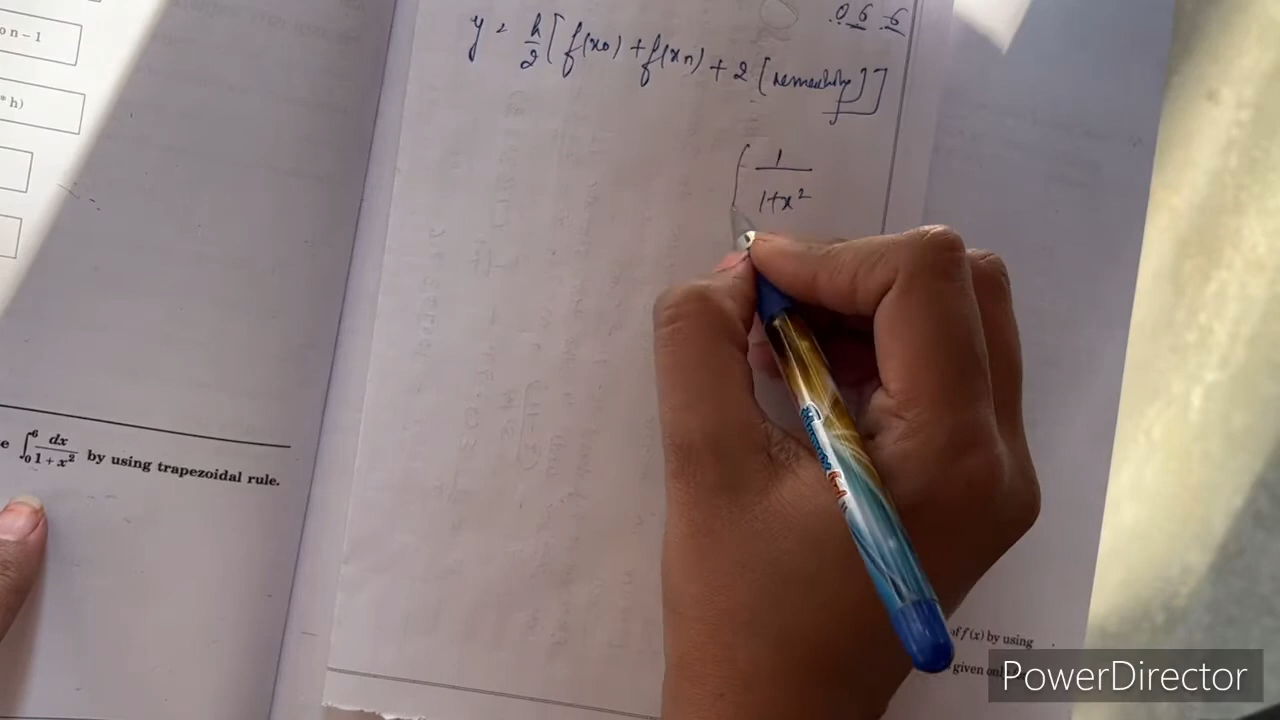 o n – 1
* h)
.0 6 6
y = h/2 [f(x0) + f(xn) + 2 [remaining]]
1
1+x²
e ∫₀⁶ dx/1 + x² by using trapezoidal rule.
of f (x) by using
given on
PowerDirector